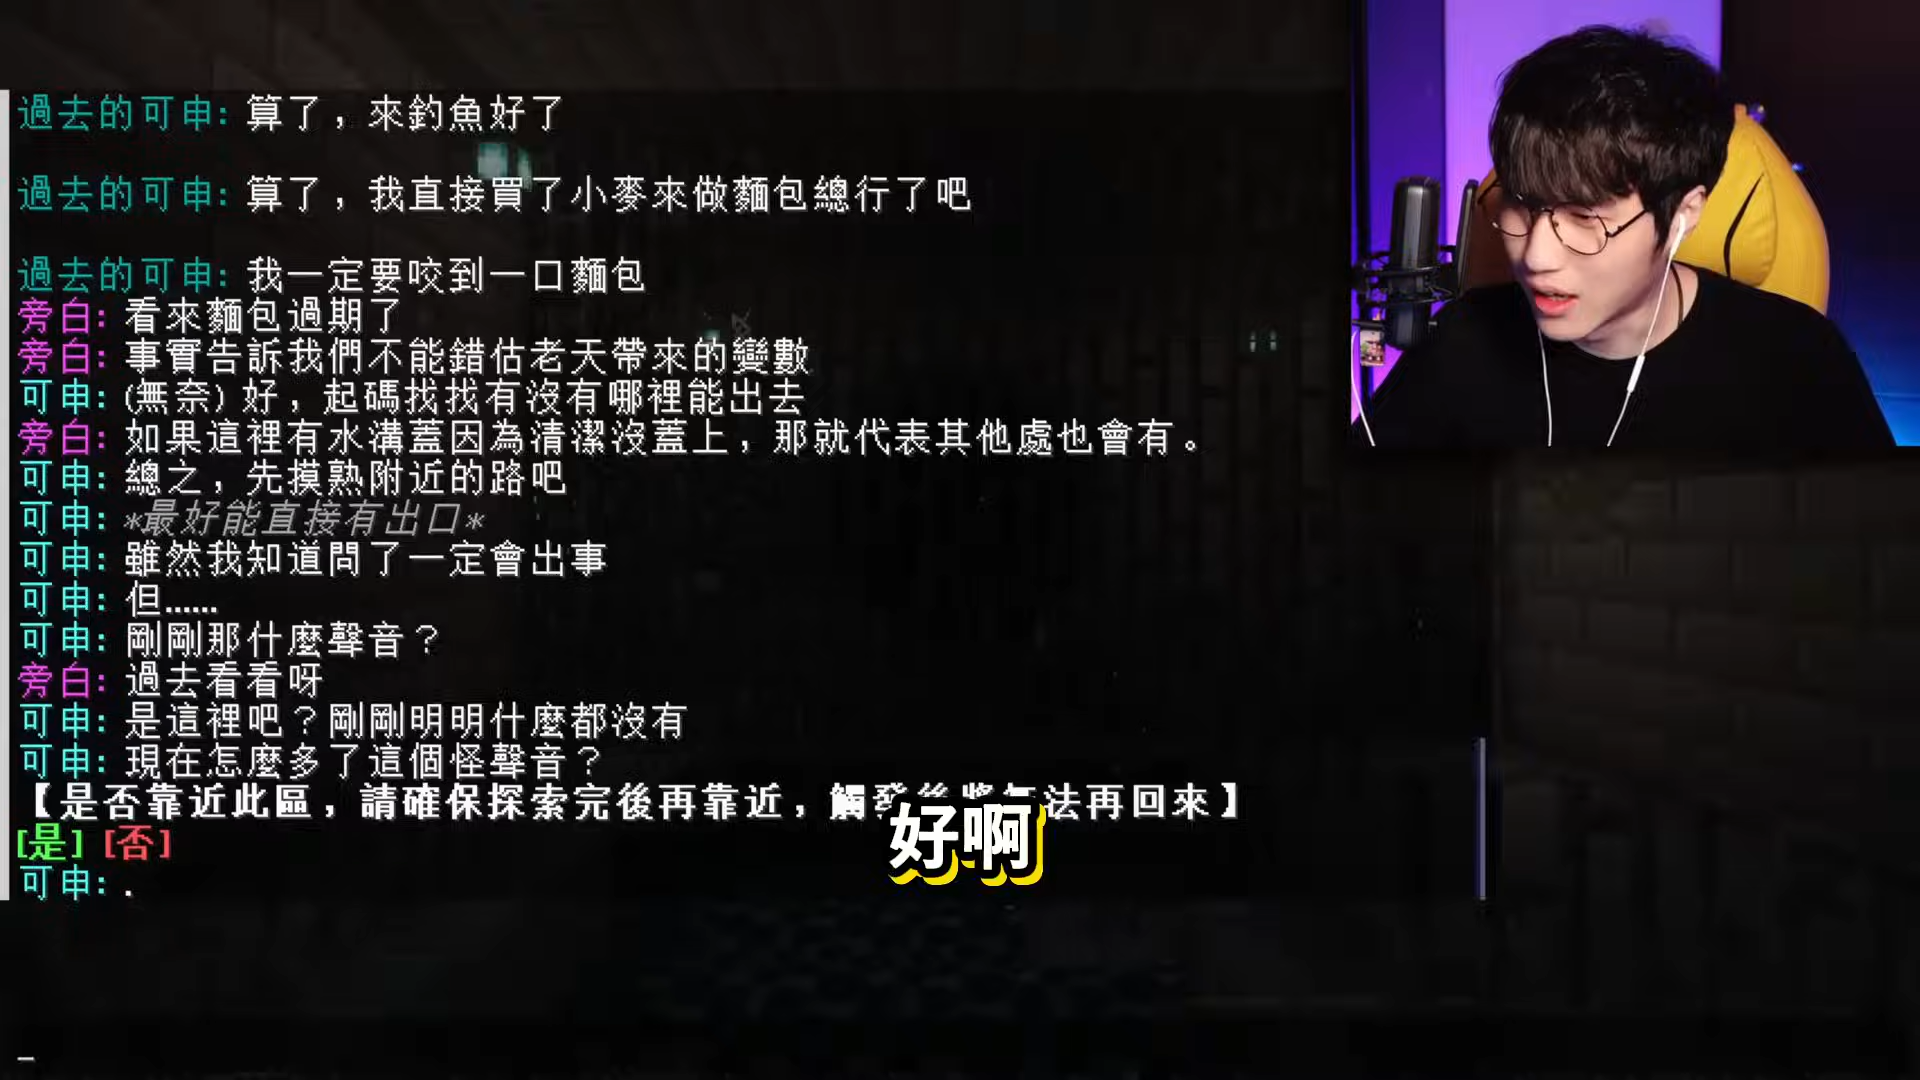 過去的可申: 算了，來釣魚好了
過去的可申: 算了，我直接買了小麥來做麵包總行了吧
過去的可申: 我一定要咬到一口麵包
旁白: 看來麵包過期了
旁白: 事實告訴我們不能錯估老天帶來的變數
可申: (無奈) 好，起碼找找有沒有哪裡能出去
旁白: 如果這裡有水溝蓋因為清潔沒蓋上，那就代表其他處也會有。
可申: 總之，先摸熟附近的路吧
可申: *最好能直接有出口*
可申: 雖然我知道問了一定會出事
可申: 但......
可申: 剛剛那什麼聲音？
旁白: 過去看看呀
可申: 是這裡吧？剛剛明明什麼都沒有
可申: 現在怎麼多了這個怪聲音？
【是否靠近此區，請確保探索完後再靠近，觸發後將無法再回來】
[是] [否]
好啊
可申: .
_